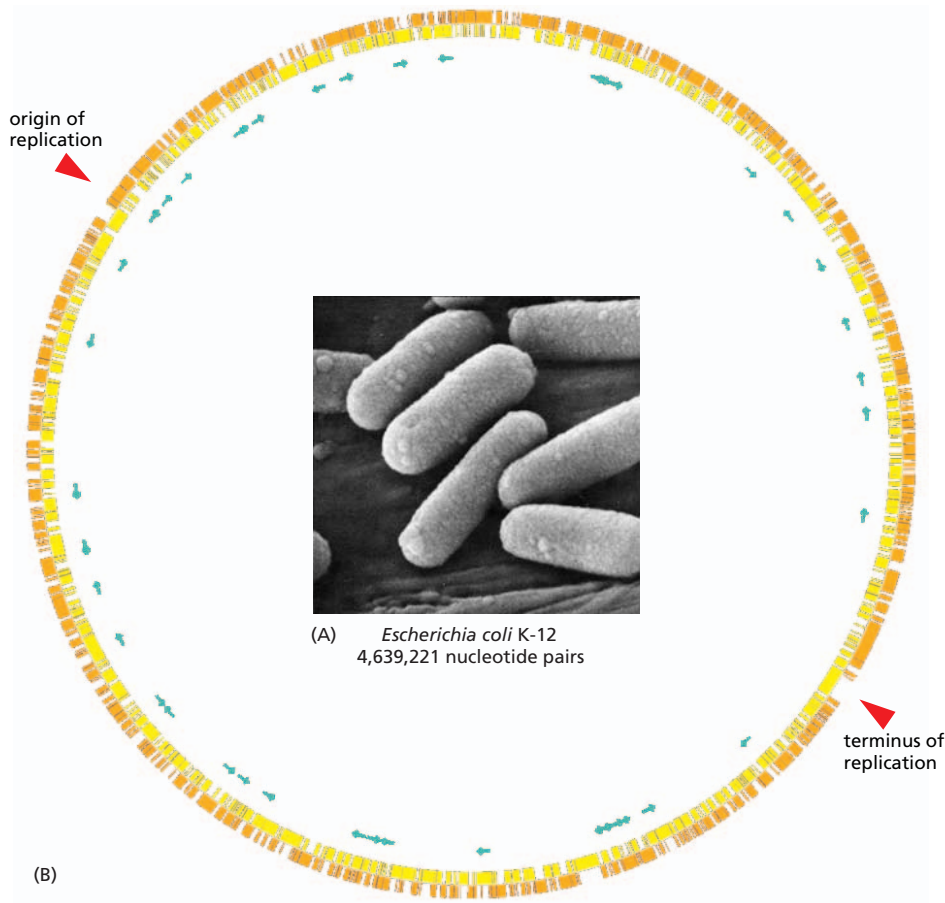 origin of
replication
(A) Escherichia coli K-12
4,639,221 nucleotide pairs
terminus of
replication
(B)